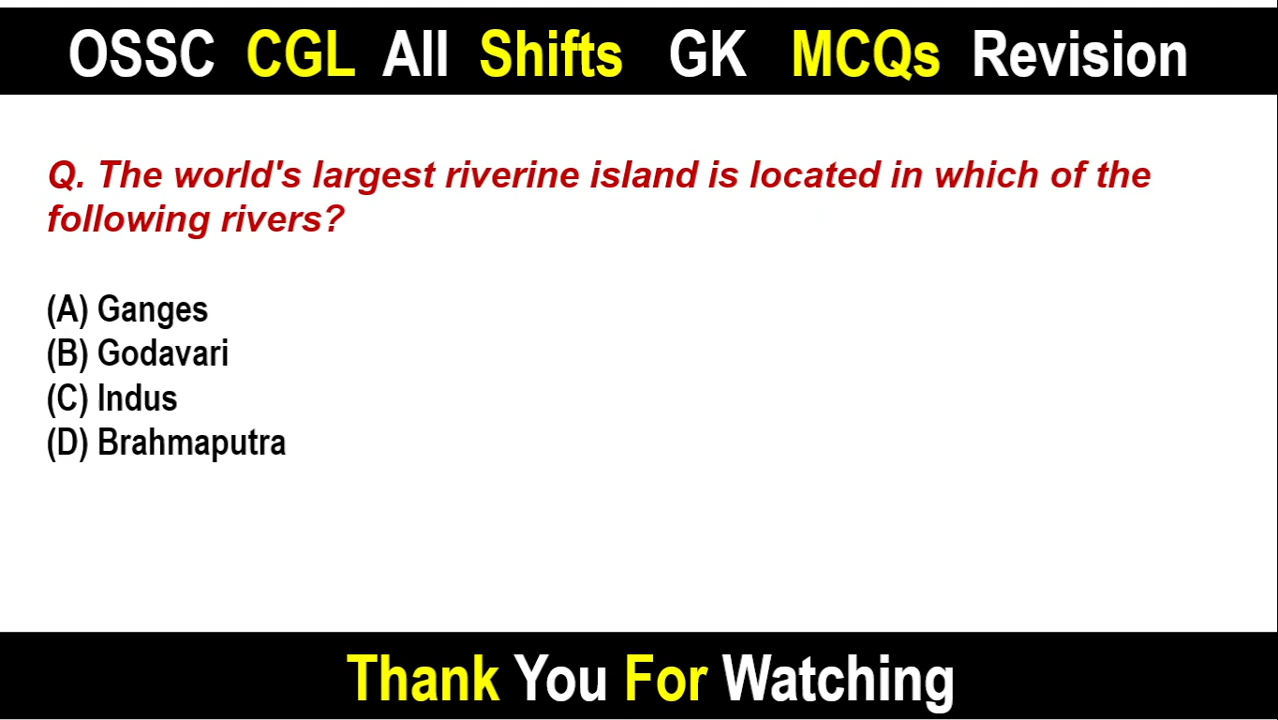 OSSC CGL All Shifts GK MCQs Revision
Q. The world's largest riverine island is located in which of the
following rivers?
(A) Ganges
(B) Godavari
(C) Indus
(D) Brahmaputra
Thank You For Watching